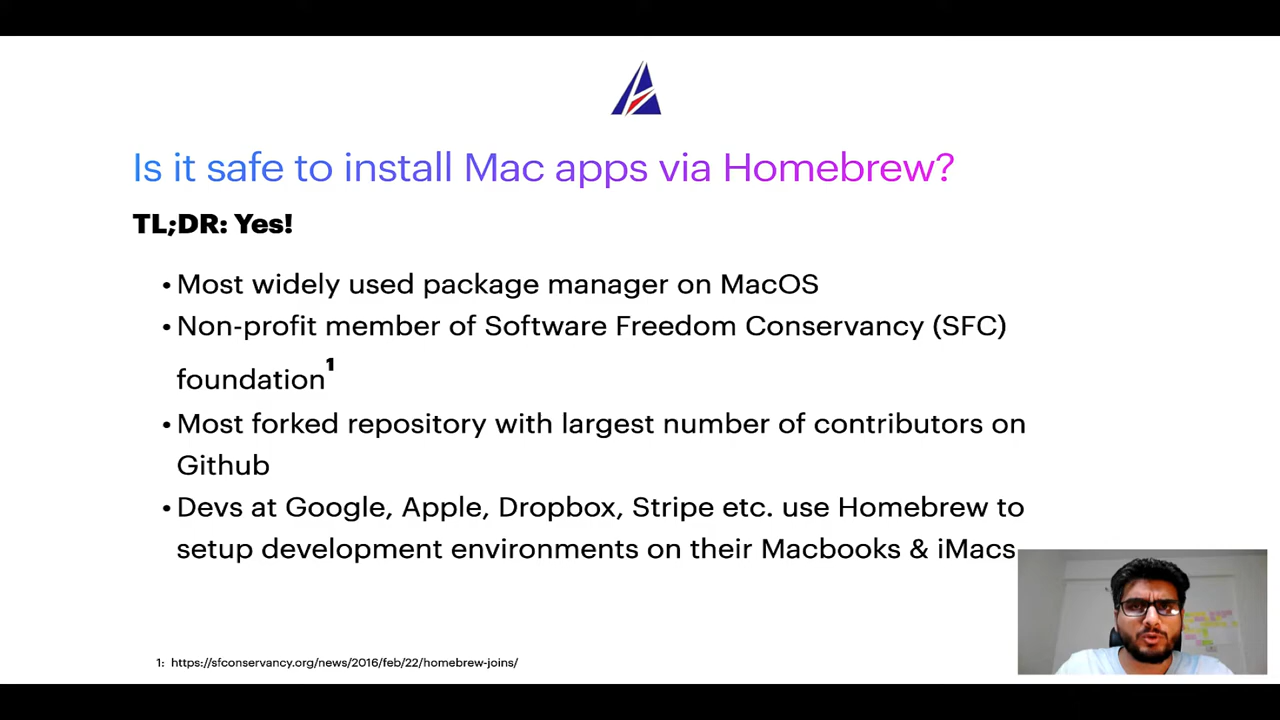 Is it safe to install Mac apps via Homebrew?
TL;DR: Yes!
• Most widely used package manager on MacOS
• Non-profit member of Software Freedom Conservancy (SFC)
foundation¹
• Most forked repository with largest number of contributors on
Github
• Devs at Google, Apple, Dropbox, Stripe etc. use Homebrew to
setup development environments on their Macbooks & iMacs
1: https://sfconservancy.org/news/2016/feb/22/homebrew-joins/